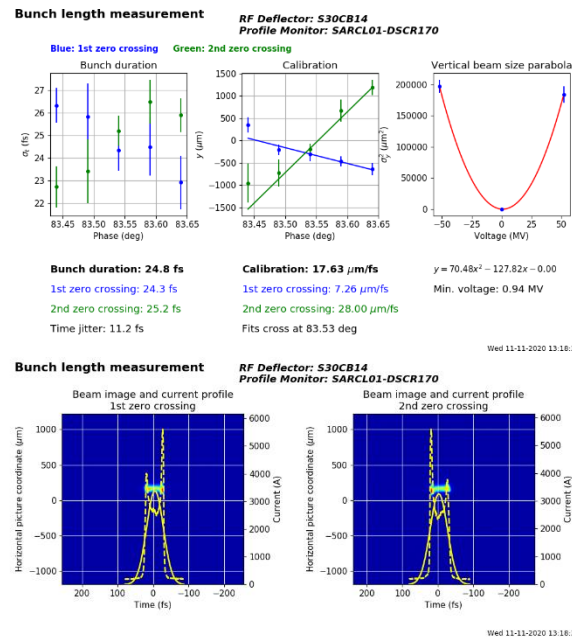 Bunch length measurement
RF Deflector: S30CB14
Profile Monitor: SARCL01-DSCR170
Blue: 1st zero crossing Green: 2nd zero crossing
Bunch duration
Calibration
Vertical beam size parabola
27
26
25
24
23
22
σt (fs)
83.45 83.50 83.55 83.60 83.65
Phase (deg)
1500
1000
500
0
−500
−1000
−1500
y (μm)
83.45 83.50 83.55 83.60 83.65
Phase (deg)
200000
150000
100000
50000
0
−50 0 50
Voltage (MV)
Bunch duration: 24.8 fs
1st zero crossing: 24.3 fs
2nd zero crossing: 25.2 fs
Time jitter: 11.2 fs
Calibration: 17.63 μm/fs
1st zero crossing: 7.26 μm/fs
2nd zero crossing: 28.00 μm/fs
Fits cross at 83.53 deg
y = 70.48x² − 127.82x − 0.00
Min. voltage: 0.94 MV
Wed 11-11-2020 13:18:
Bunch length measurement
RF Deflector: S30CB14
Profile Monitor: SARCL01-DSCR170
Beam image and current profile
1st zero crossing
Horizontal picture coordinate (μm)
1000
500
0
−500
−1000
6000
5000
4000
3000
2000
1000
0
Current (A)
200 100 0 −100 −200
Time (fs)
Beam image and current profile
2nd zero crossing
Horizontal picture coordinate (μm)
1000
500
0
−500
−1000
6000
5000
4000
3000
2000
1000
0
Current (A)
200 100 0 −100 −200
Time (fs)
Wed 11-11-2020 13:18: